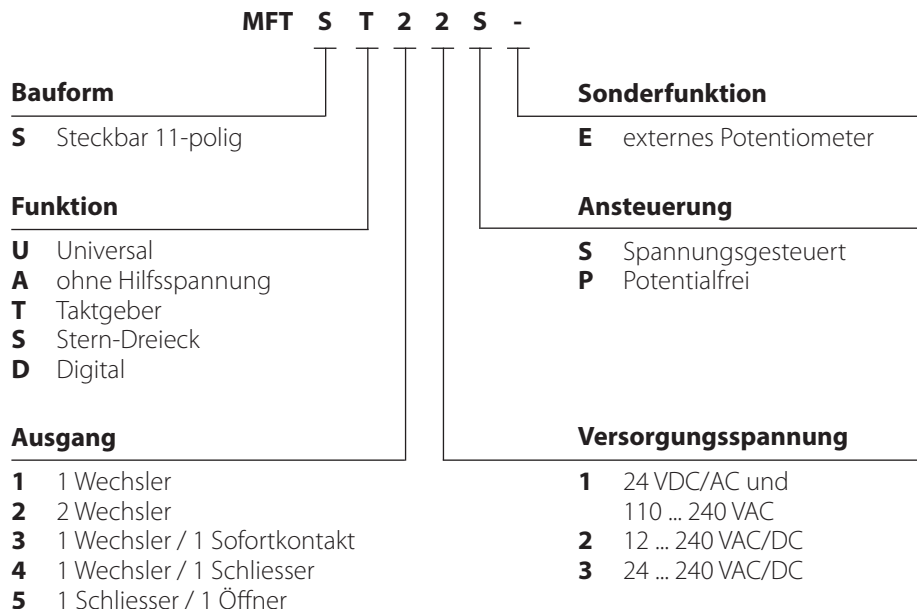 MFT S T 2 2 S -
Bauform
S Steckbar 11-polig
Funktion
U Universal
A ohne Hilfsspannung
T Taktgeber
S Stern-Dreieck
D Digital
Ausgang
1 1 Wechsler
2 2 Wechsler
3 1 Wechsler / 1 Sofortkontakt
4 1 Wechsler / 1 Schliesser
5 1 Schliesser / 1 Öffner
Sonderfunktion
E externes Potentiometer
Ansteuerung
S Spannungsgesteuert
P Potentialfrei
Versorgungsspannung
1 24 VDC/AC und
110 ... 240 VAC
2 12 ... 240 VAC/DC
3 24 ... 240 VAC/DC